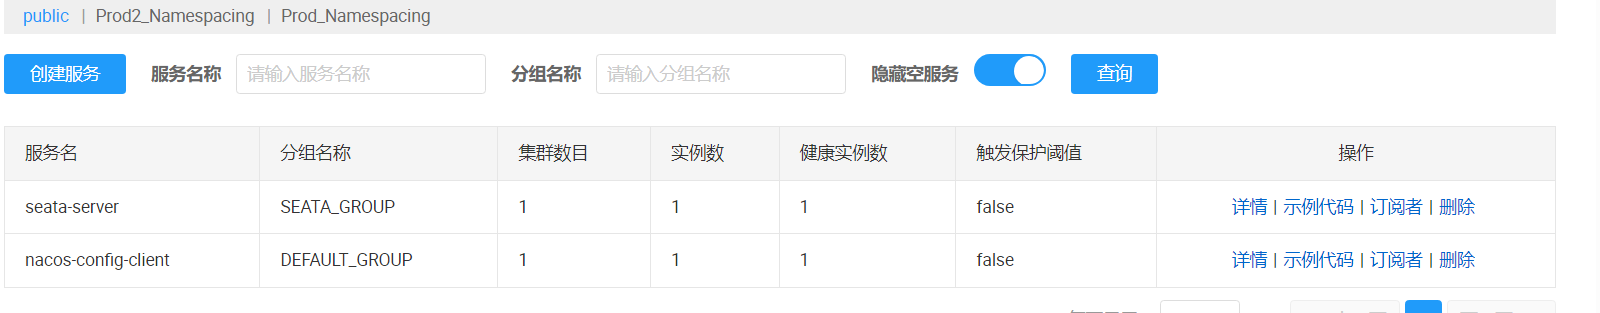 public | Prod2_Namespacing | Prod_Namespacing
创建服务 服务名称 请输入服务名称 分组名称 请输入分组名称 隐藏空服务 查询
服务名 分组名称 集群数目 实例数 健康实例数 触发保护阈值 操作
seata-server SEATA_GROUP 1 1 1 false 详情 | 示例代码 | 订阅者 | 删除
nacos-config-client DEFAULT_GROUP 1 1 1 false 详情 | 示例代码 | 订阅者 | 删除